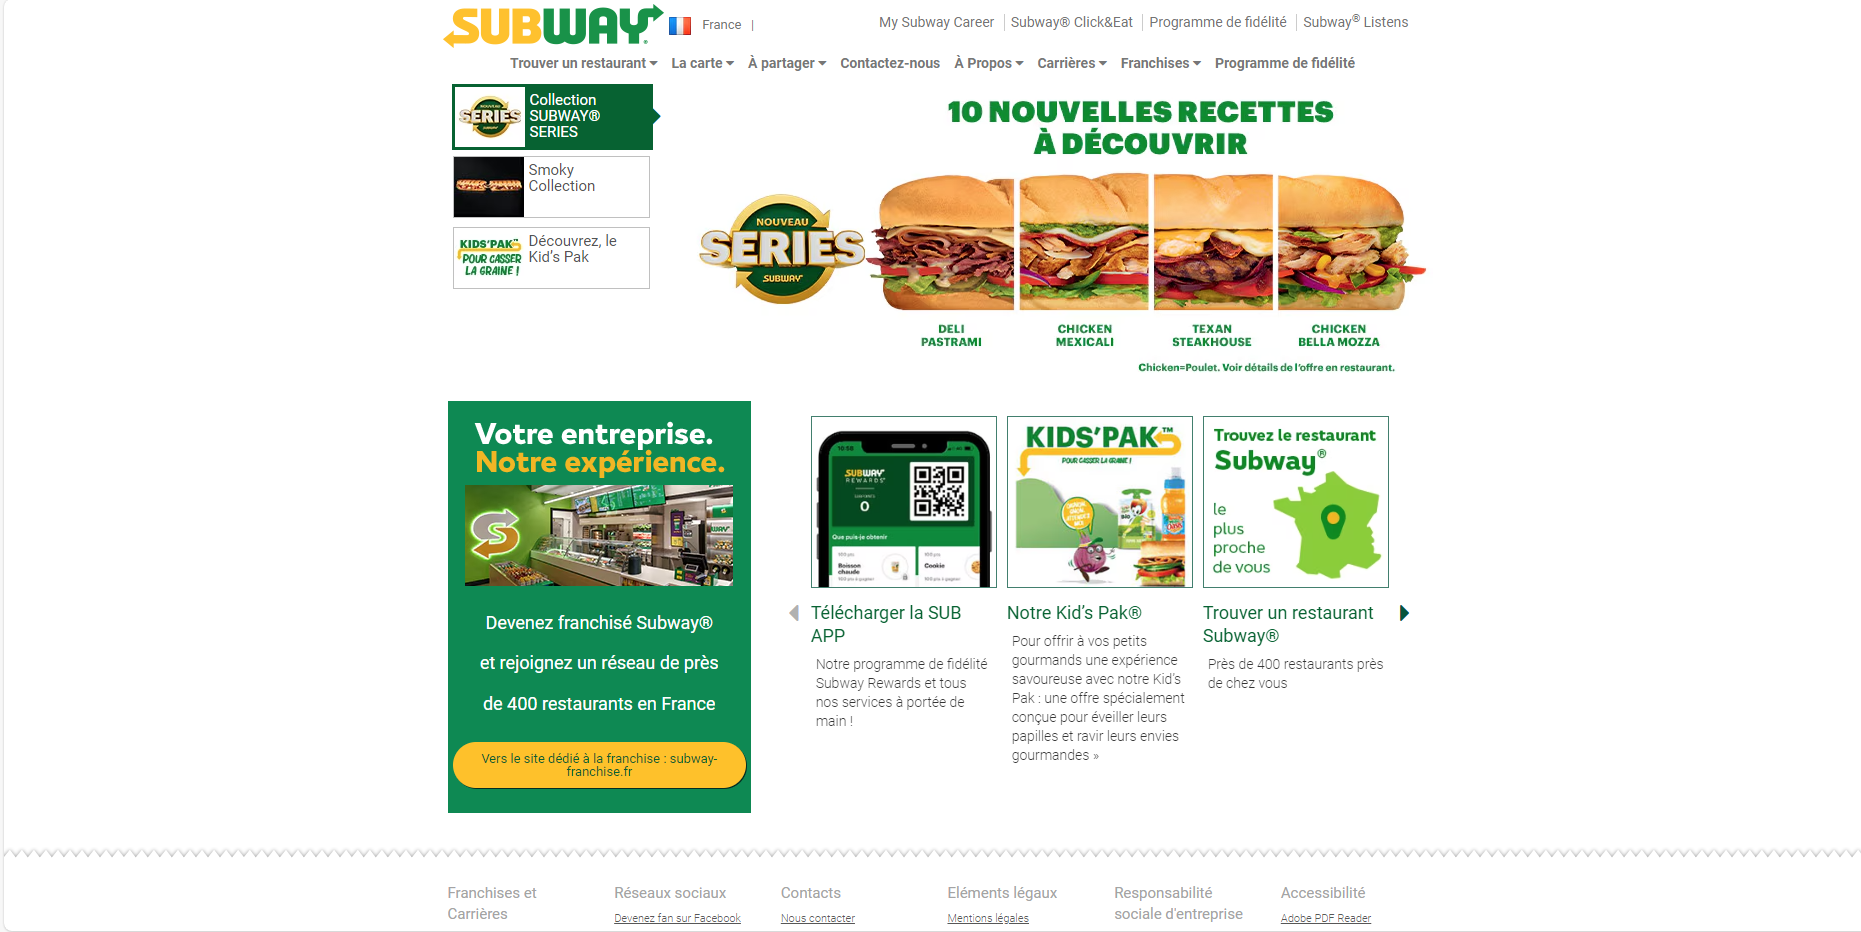 SUBWAY®
France |
My Subway Career
Subway® Click&Eat
Programme de fidélité
Subway® Listens
Trouver un restaurant
La carte
À partager
Contactez-nous
À Propos
Carrières
Franchises
Programme de fidélité
NOUVEAU
SERIES
SUBWAY
Collection
SUBWAY®
SERIES
Smoky
Collection
KIDS'PAK™
POUR CASSER
LA GRAINE !
Découvrez, le
Kid's Pak
10 NOUVELLES RECETTES
À DÉCOUVRIR
NOUVEAU
SERIES
SUBWAY®
DELI
PASTRAMI
CHICKEN
MEXICALI
TEXAN
STEAKHOUSE
CHICKEN
BELLA MOZZA
Chicken=Poulet. Voir détails de l'offre en restaurant.
Votre entreprise.
Notre expérience.
Devenez franchisé Subway®
et rejoignez un réseau de près
de 400 restaurants en France
Vers le site dédié à la franchise : subway-
franchise.fr
SUBWAY
REWARDS
0
Que puis-je obtenir
Boisson
chaude
Cookie
Télécharger la SUB
APP
Notre programme de fidélité
Subway Rewards et tous
nos services à portée de
main !
KIDS'PAK™
POUR CASSER LA GRAINE !
Notre Kid's Pak®
Pour offrir à vos petits
gourmands une expérience
savoureuse avec notre Kid's
Pak : une offre spécialement
conçue pour éveiller leurs
papilles et ravir leurs envies
gourmandes »
Trouvez le restaurant
Subway®
le
plus
proche
de vous
Trouver un restaurant
Subway®
Près de 400 restaurants près
de chez vous
Franchises et
Carrières
Réseaux sociaux
Devenez fan sur Facebook
Contacts
Nous contacter
Eléments légaux
Mentions légales
Responsabilité
sociale d'entreprise
Accessibilité
Adobe PDF Reader